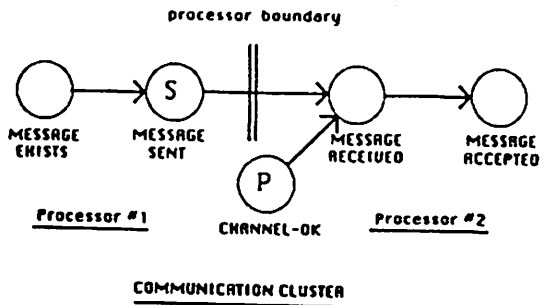 processor boundary
S
MESSAGE
EXISTS
MESSAGE
SENT
MESSAGE
RECEIVED
MESSAGE
ACCEPTED
P
CHANNEL-OK
Processor #1
Processor #2
COMMUNICATION CLUSTER